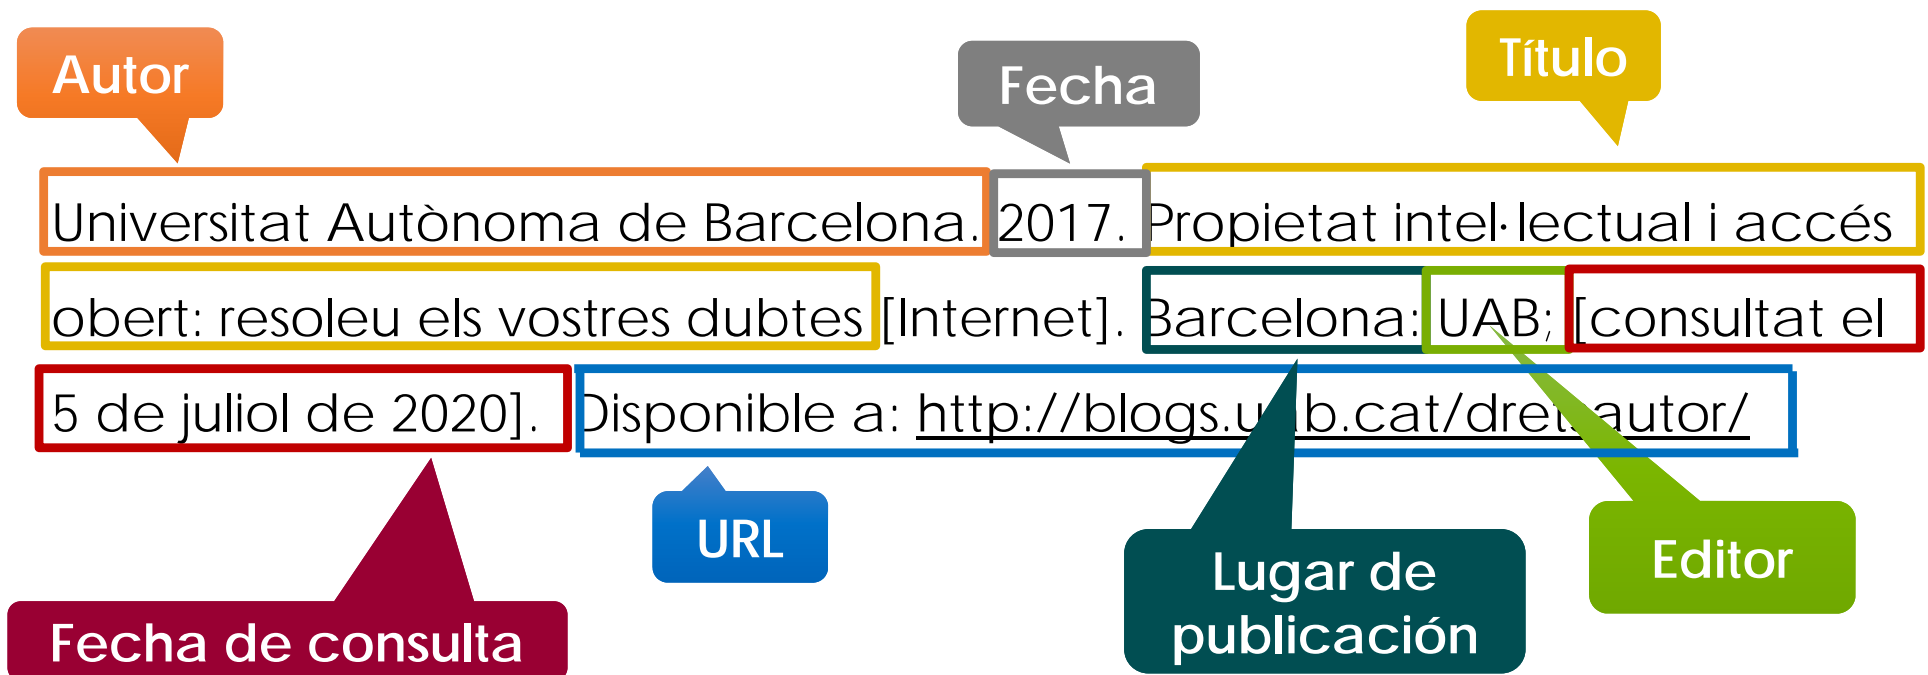 Autor
Fecha
Título
Universitat Autònoma de Barcelona. 2017. Propietat intel·lectual i accés
obert: resoleu els vostres dubtes [Internet]. Barcelona: UAB; [consultat el
5 de juliol de 2020]. Disponible a: http://blogs.uab.cat/dretsautor/
URL
Lugar de
publicación
Editor
Fecha de consulta